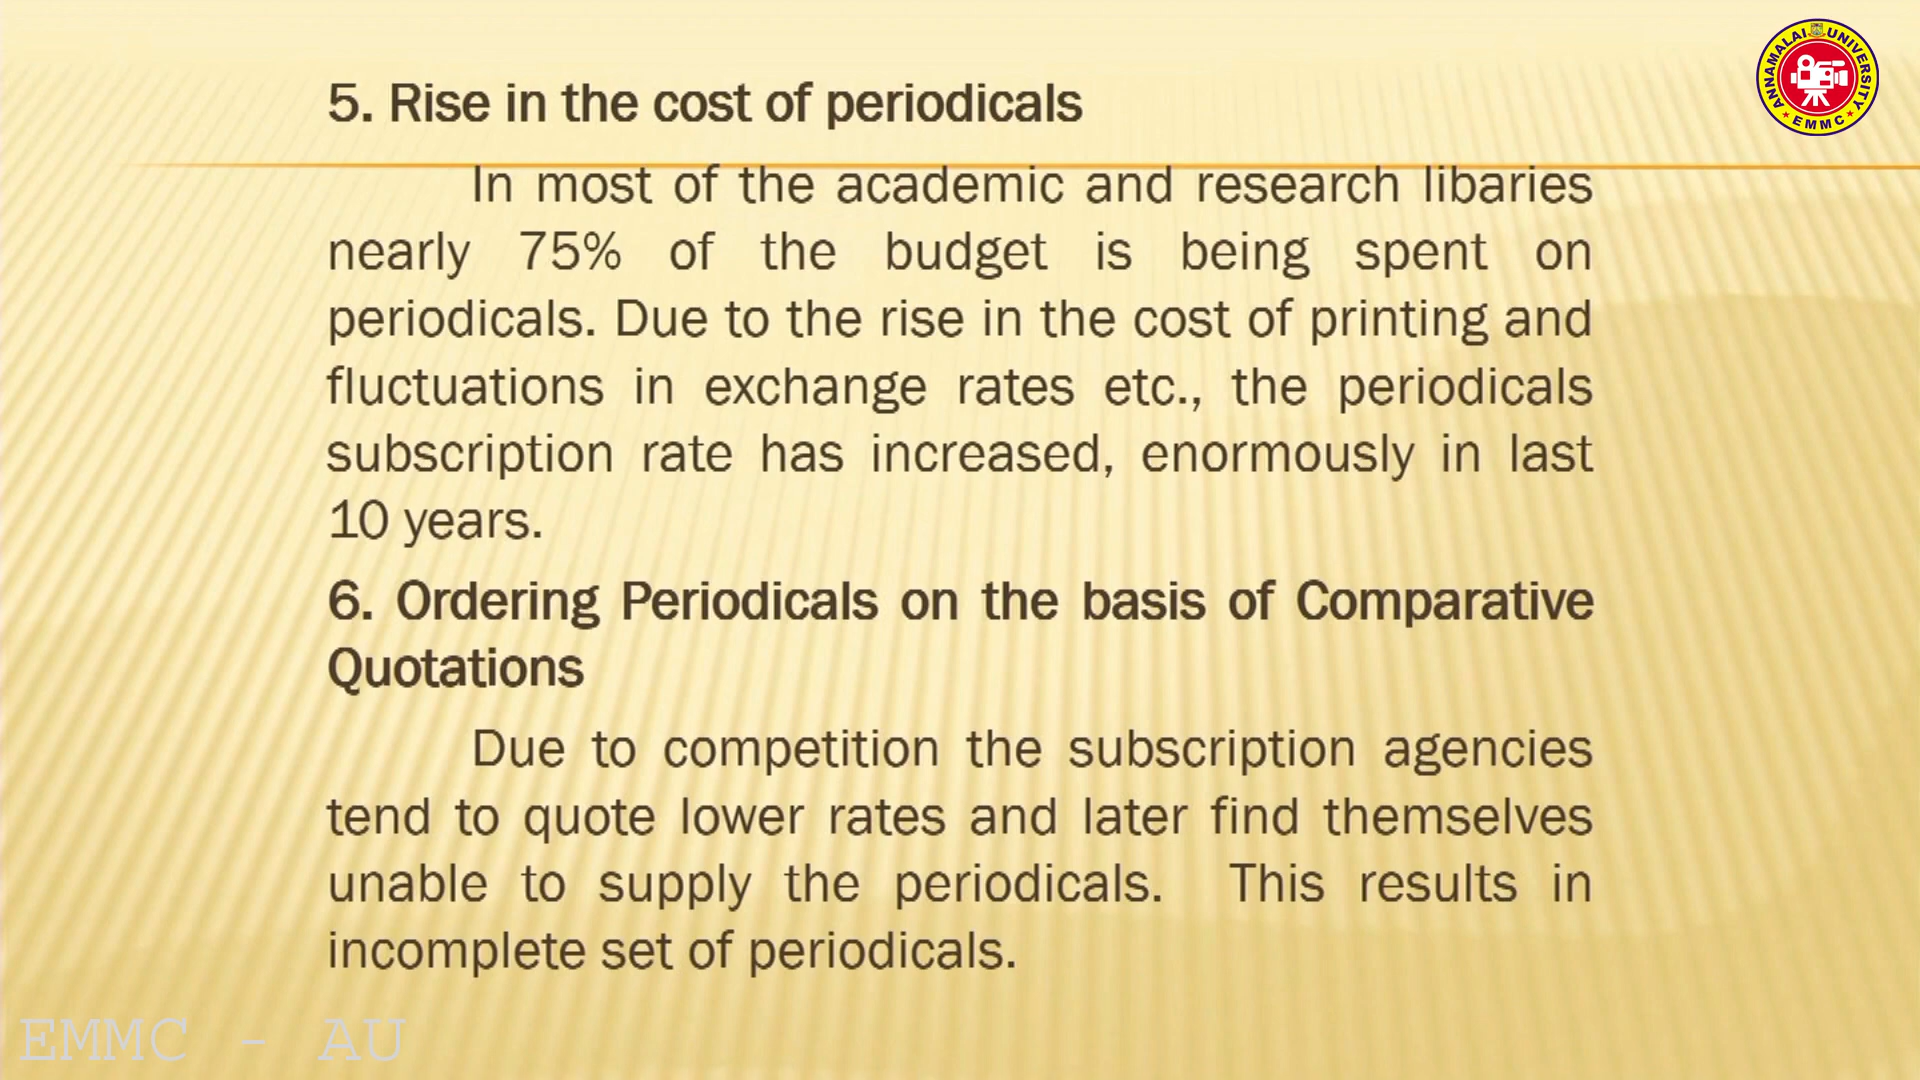 ANNAMALAI UNIVERSITY
EMMC
5. Rise in the cost of periodicals
In most of the academic and research libaries
nearly 75% of the budget is being spent on
periodicals. Due to the rise in the cost of printing and
fluctuations in exchange rates etc., the periodicals
subscription rate has increased, enormously in last
10 years.
6. Ordering Periodicals on the basis of Comparative
Quotations
Due to competition the subscription agencies
tend to quote lower rates and later find themselves
unable to supply the periodicals. This results in
incomplete set of periodicals.
EMMC - AU